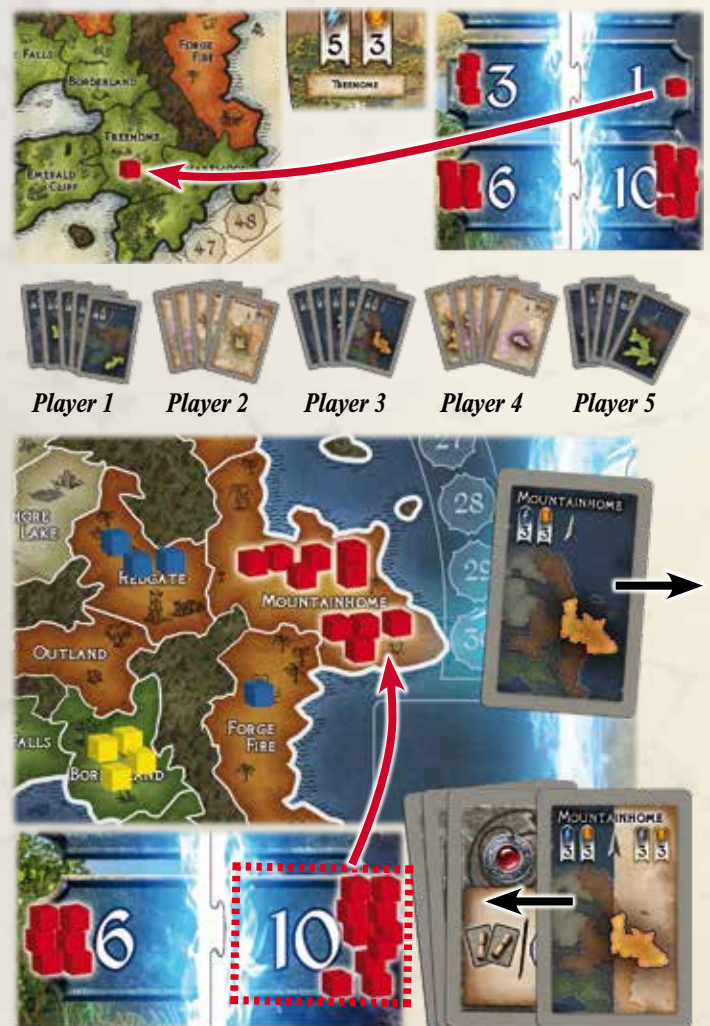 FORGE
FIRE
FALLS
BORDERLAND
TREEHOME
EMERALD
CLIFF
47
48
5 3
TREEHOME
3 1
6 10
Player 1 Player 2 Player 3 Player 4 Player 5
27
28
29
30
LAKE
REDGATE
MOUNTAINHOME
OUTLAND
FORGE
FIRE
FALLS
MOUNTAINHOME
3 3
6 10
MOUNTAINHOME
3 3 3 3